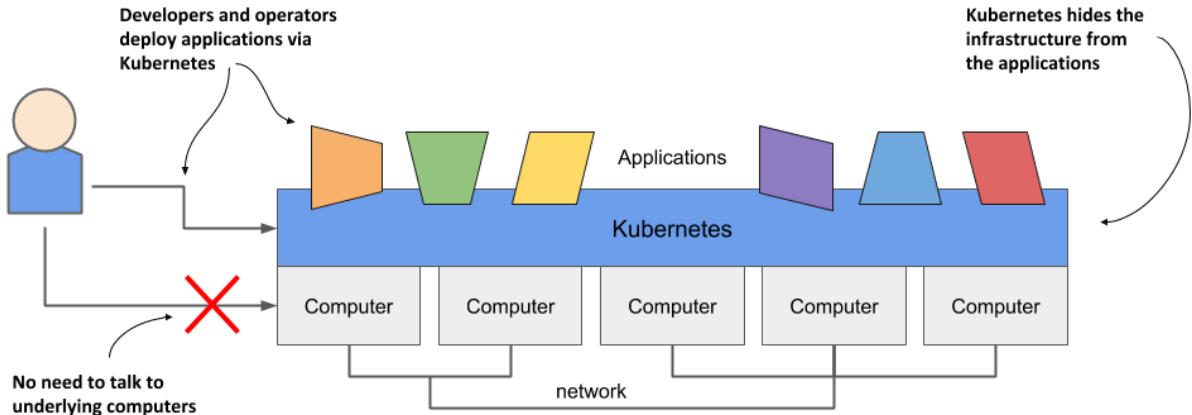 Developers and operators
deploy applications via
Kubernetes
Kubernetes hides the
infrastructure from
the applications
Applications
Kubernetes
Computer
Computer
Computer
Computer
Computer
No need to talk to
underlying computers
network